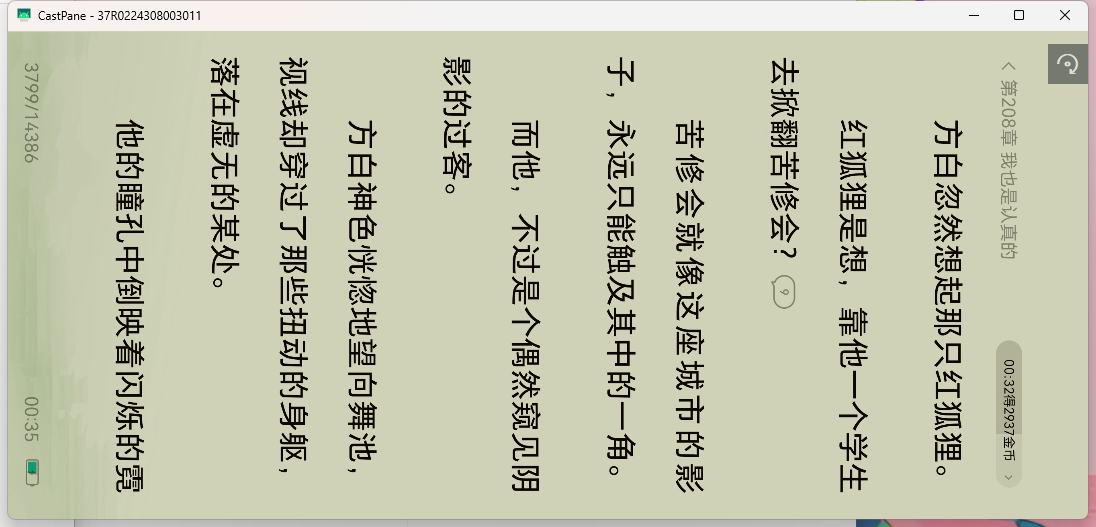 CastPane - 37R0224308003011
第208章 我也是认真的
00:32得2937金币
方白忽然想起那只红狐狸。
红狐狸是想，靠他一个学生
去掀翻苦修会？
9
苦修会就像这座城市的影
子，永远只能触及其中的一角。
而他，不过是个偶然窥见阴
影的过客。
方白神色恍惚地望向舞池，
视线却穿过了那些扭动的身躯，
落在虚无的某处。
他的瞳孔中倒映着闪烁的霓
3799/14386
00:35